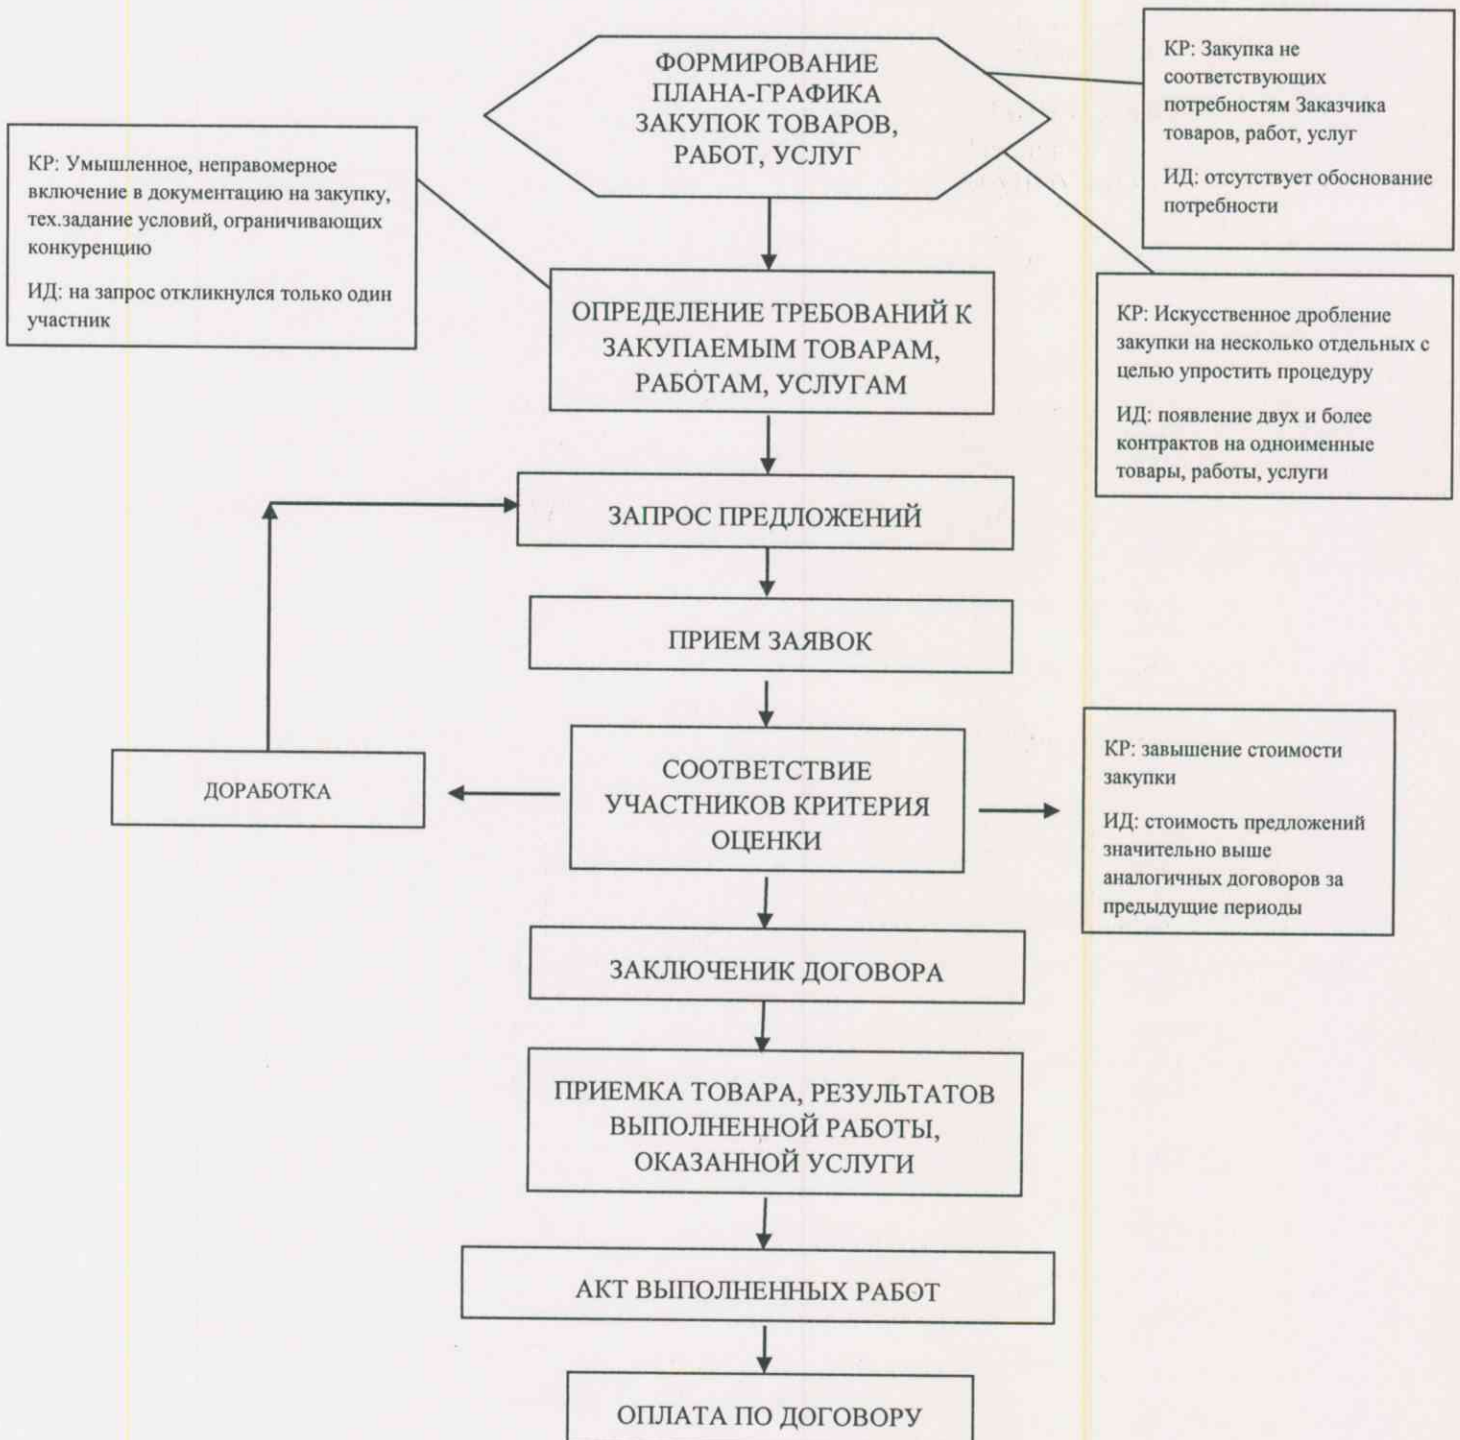 ФОРМИРОВАНИЕ
ПЛАНА-ГРАФИКА
ЗАКУПОК ТОВАРОВ,
РАБОТ, УСЛУГ
КР: Закупка не
соответствующих
потребностям Заказчика
товаров, работ, услуг
ИД: отсутствует обоснование
потребности
КР: Умышленное, неправомерное
включение в документацию на закупку,
тех.задание условий, ограничивающих
конкуренцию
ИД: на запрос откликнулся только один
участник
КР: Искусственное дробление
закупки на несколько отдельных с
целью упростить процедуру
ИД: появление двух и более
контрактов на одноименные
товары, работы, услуги
ОПРЕДЕЛЕНИЕ ТРЕБОВАНИЙ К
ЗАКУПАЕМЫМ ТОВАРАМ,
РАБОТАМ, УСЛУГАМ
ЗАПРОС ПРЕДЛОЖЕНИЙ
ПРИЕМ ЗАЯВОК
СООТВЕТСТВИЕ
УЧАСТНИКОВ КРИТЕРИЯ
ОЦЕНКИ
ДОРАБОТКА
КР: завышение стоимости
закупки
ИД: стоимость предложений
значительно выше
аналогичных договоров за
предыдущие периоды
ЗАКЛЮЧЕНИК ДОГОВОРА
ПРИЕМКА ТОВАРА, РЕЗУЛЬТАТОВ
ВЫПОЛНЕННОЙ РАБОТЫ,
ОКАЗАННОЙ УСЛУГИ
АКТ ВЫПОЛНЕННЫХ РАБОТ
ОПЛАТА ПО ДОГОВОРУ